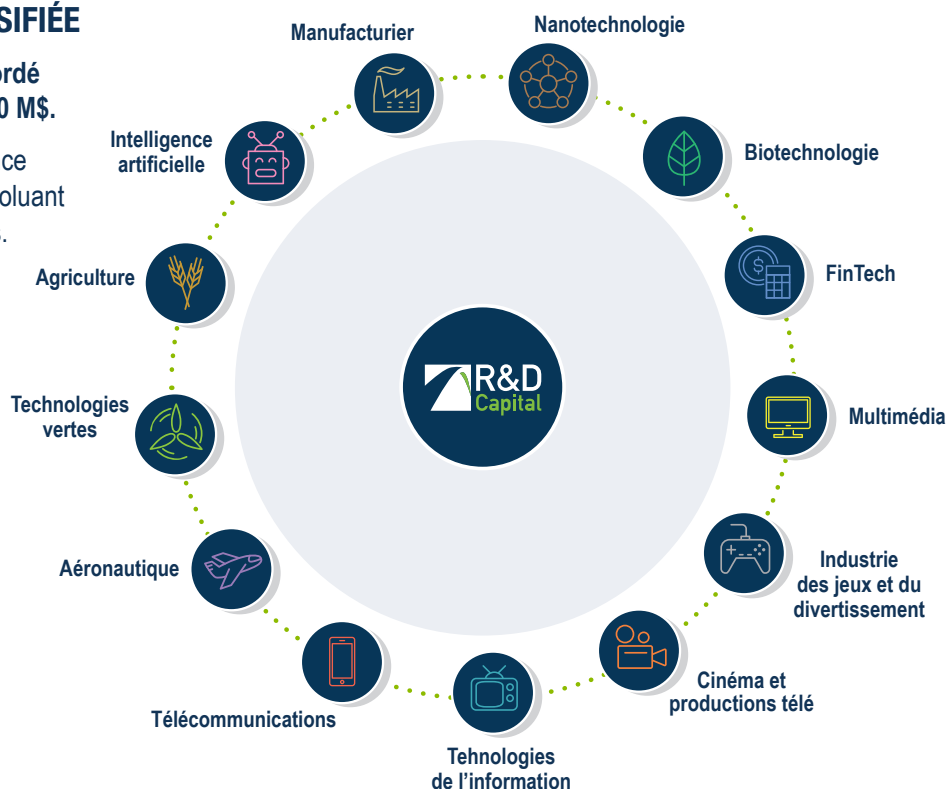 SIFIÉE
ordé
0 M$.
ce
oluant
Manufacturier
Nanotechnologie
Intelligence
artificielle
Biotechnologie
Agriculture
FinTech
R&D
Capital
Technologies
vertes
Multimédia
Aéronautique
Industrie
des jeux et du
divertissement
Télécommunications
Cinéma et
productions télé
Tehnologies
de l'information